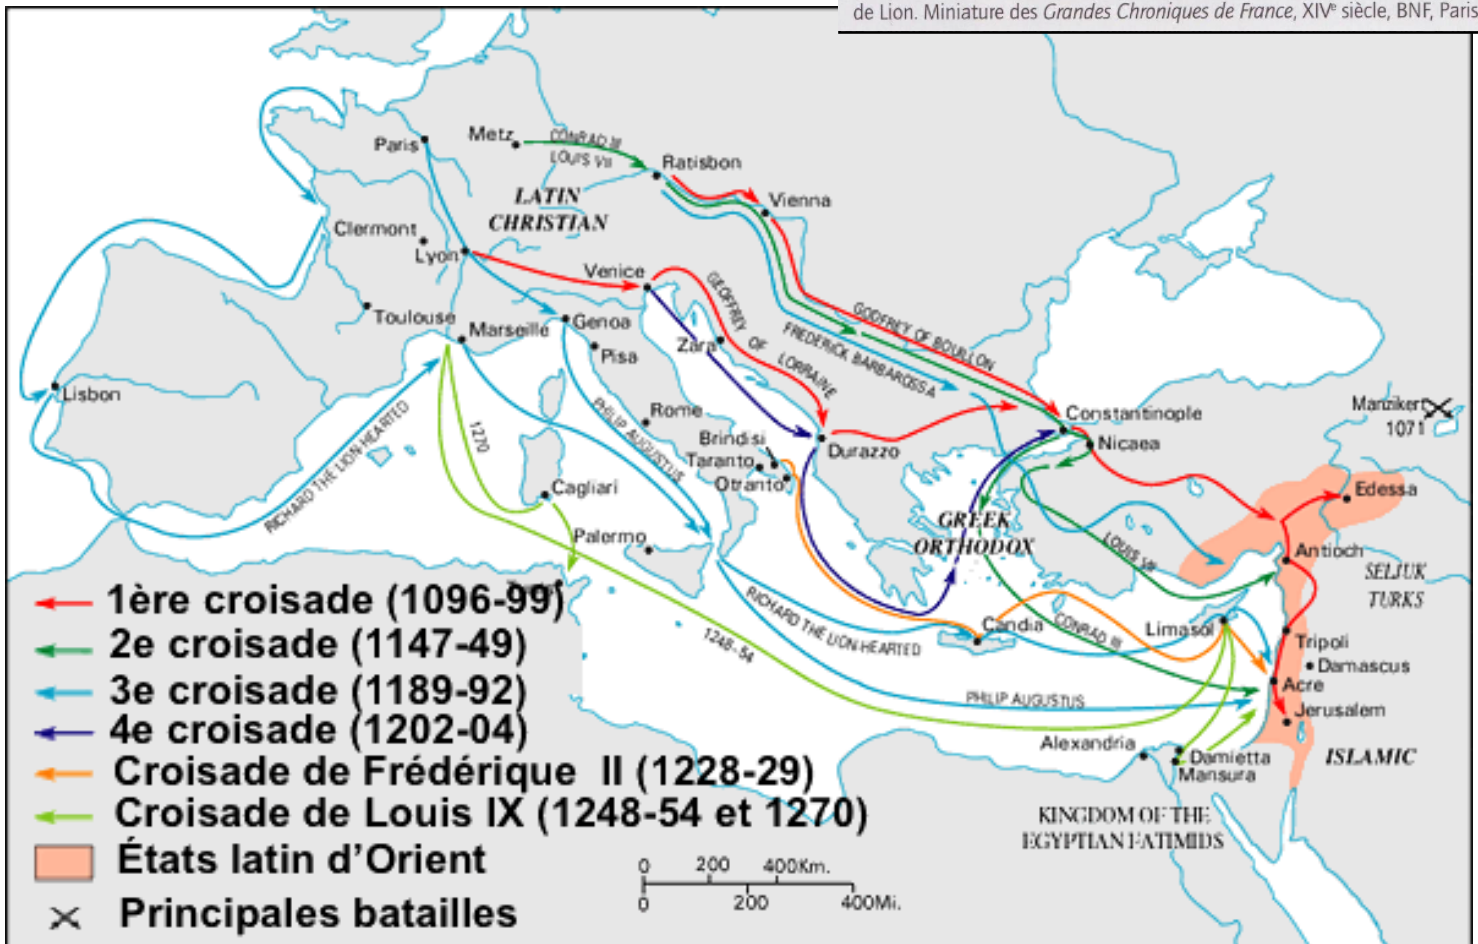 de Lion. Miniature des Grandes Chroniques de France, XIVe siècle, BNF, Paris
Paris
Metz
CONRAD III
LOUIS VII
Ratisbon
LATIN
CHRISTIAN
Vienna
Clermont
Lyon
Venice
GEOFFREY OF LORRAINE
GODFREY OF BOUILLON
FREDERICK BARBAROSSA
Toulouse
Marseille
Genoa
Pisa
Zara
Lisbon
RICHARD THE LION-HEARTED
1270
PHILIP AUGUSTUS
Rome
Brindisi
Taranto
Otranto
Durazzo
Constantinople
Nicaea
Manzikert
1071
Edessa
Cagliari
Palermo
GREEK
ORTHODOX
LOUIS VII
Antioch
SELJUK
TURKS
1248-54
RICHARD THE LION-HEARTED
Candia
CONRAD III
Limasol
Tripoli
Damascus
Acre
PHILIP AUGUSTUS
Jerusalem
Alexandria
Damietta
Mansura
ISLAMIC
KINGDOM OF THE
EGYPTIAN FATIMIDS
1ère croisade (1096-99)
2e croisade (1147-49)
3e croisade (1189-92)
4e croisade (1202-04)
Croisade de Frédérique II (1228-29)
Croisade de Louis IX (1248-54 et 1270)
États latin d'Orient
Principales batailles
0 200 400Km.
0 200 400Mi.